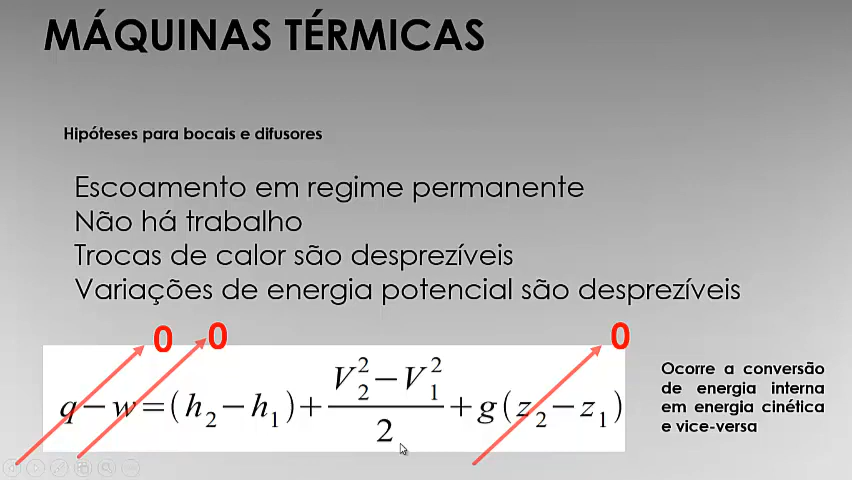 MÁQUINAS TÉRMICAS
Hipóteses para bocais e difusores
Escoamento em regime permanente
Não há trabalho
Trocas de calor são desprezíveis
Variações de energia potencial são desprezíveis
0 0 0
q−w=(h₂−h₁)+(V₂²−V₁²)/2+g(z₂−z₁)
Ocorre a conversão
de energia interna
em energia cinética
e vice-versa